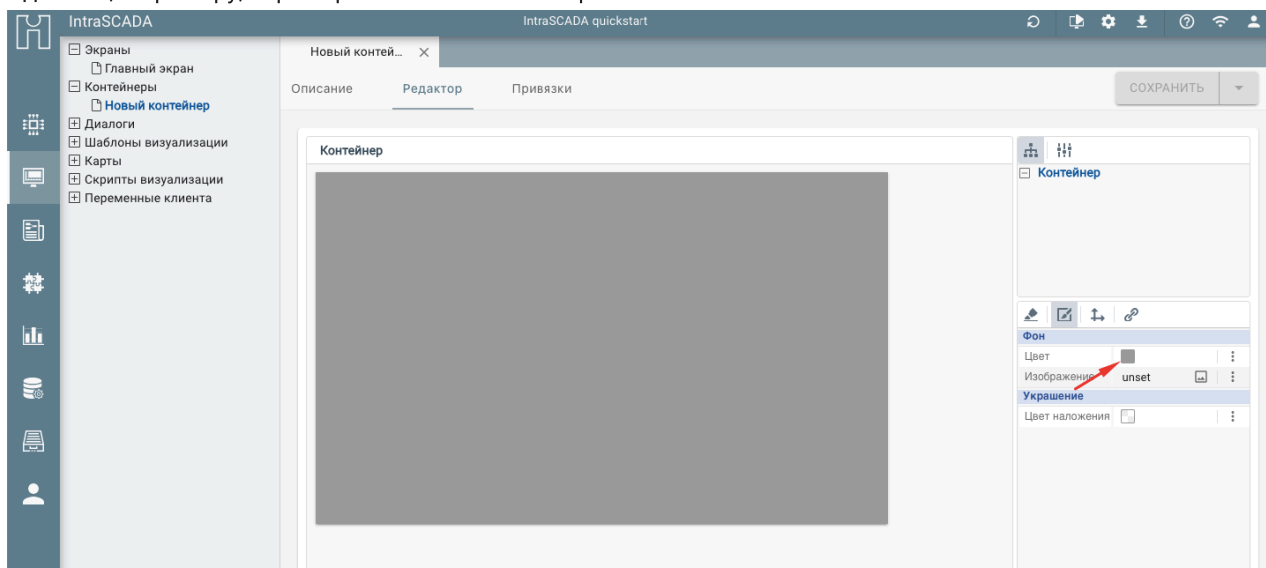 IntraSCADA
IntraSCADA quickstart
Экраны
Главный экран
Контейнеры
Новый контейнер
Диалоги
Шаблоны визуализации
Карты
Скрипты визуализации
Переменные клиента
Новый контей...
Описание Редактор Привязки
СОХРАНИТЬ
Контейнер
Контейнер
Фон
Цвет
Изображение unset
Украшение
Цвет наложения